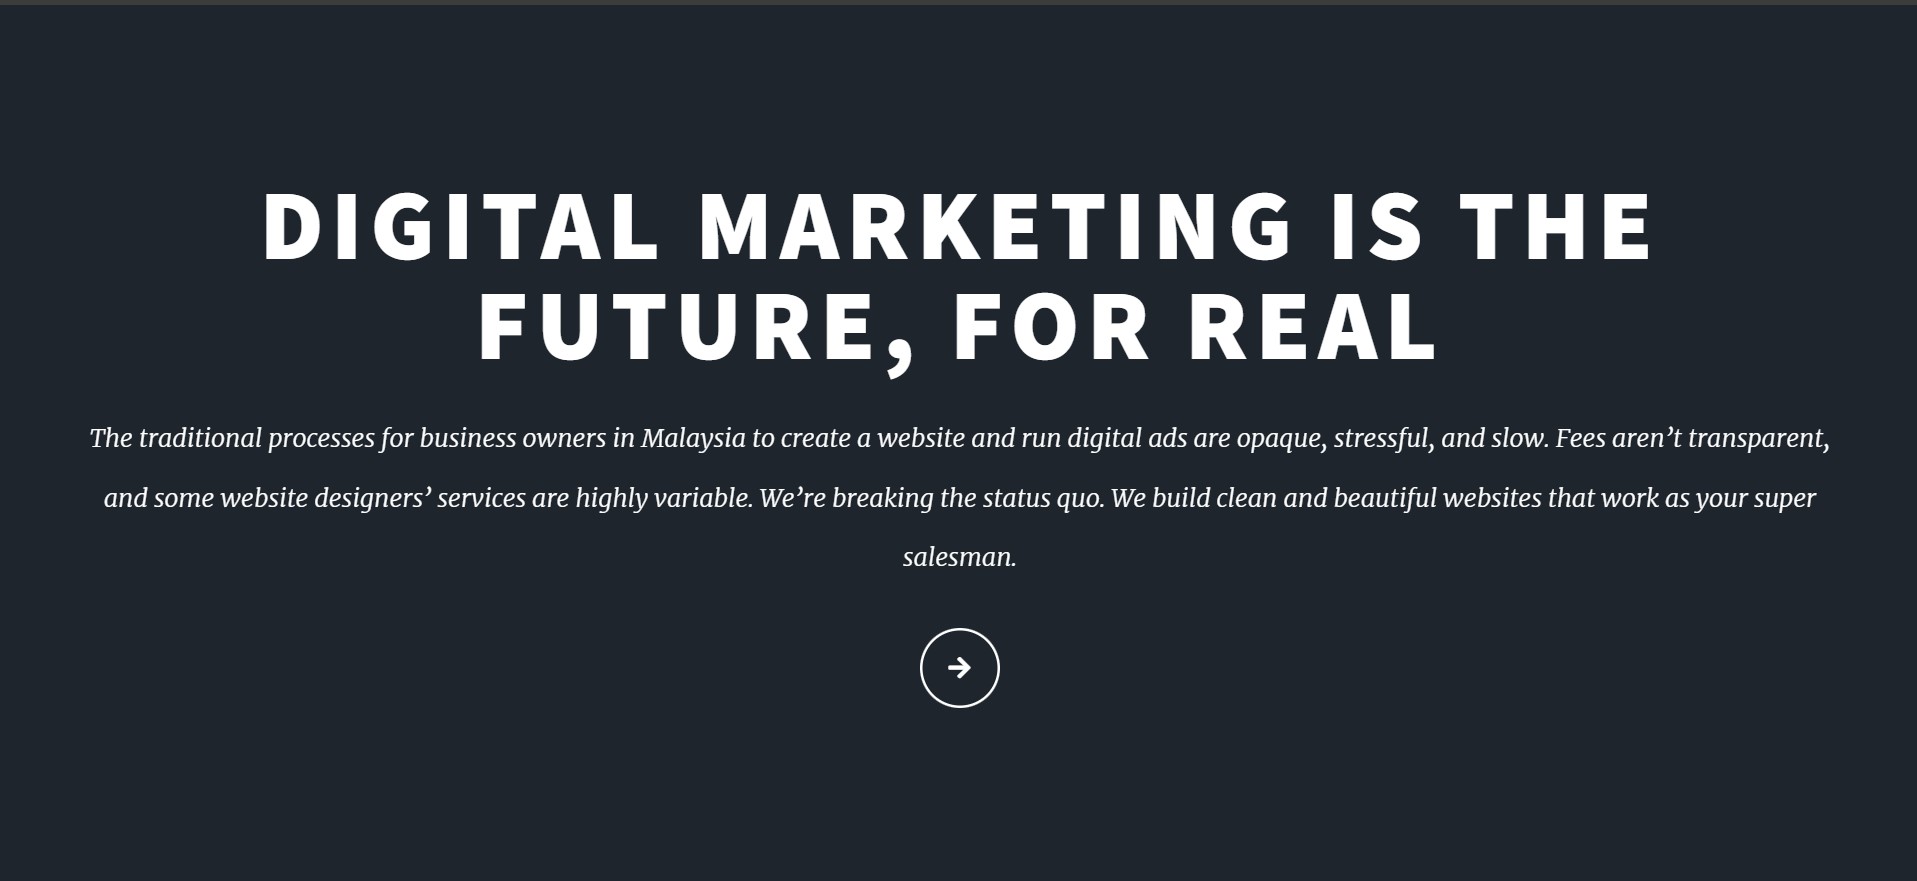 DIGITAL MARKETING IS THE
FUTURE, FOR REAL
The traditional processes for business owners in Malaysia to create a website and run digital ads are opaque, stressful, and slow. Fees aren’t transparent,
and some website designers’ services are highly variable. We’re breaking the status quo. We build clean and beautiful websites that work as your super
salesman.